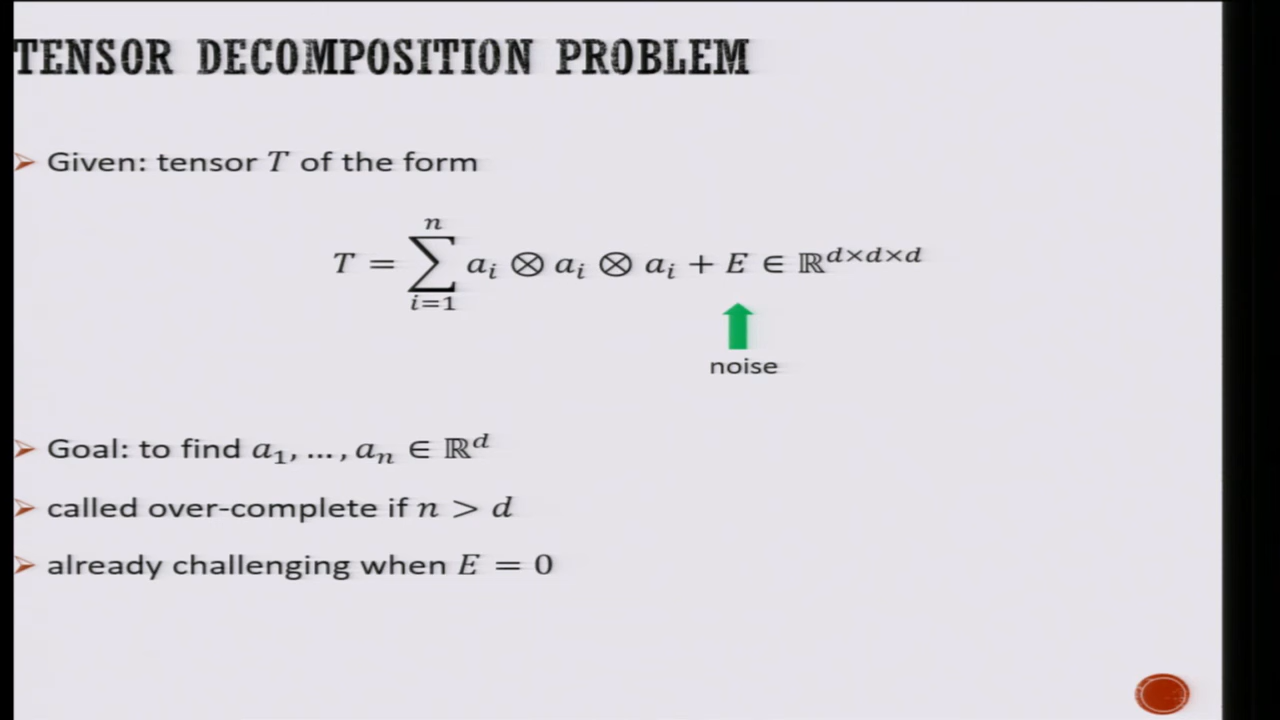 TENSOR DECOMPOSITION PROBLEM
➢ Given: tensor T of the form
T = ∑_{i=1}^{n} a_i ⊗ a_i ⊗ a_i + E ∈ ℝ^{d×d×d}
noise
➢ Goal: to find a_1, …, a_n ∈ ℝ^d
➢ called over-complete if n > d
➢ already challenging when E = 0